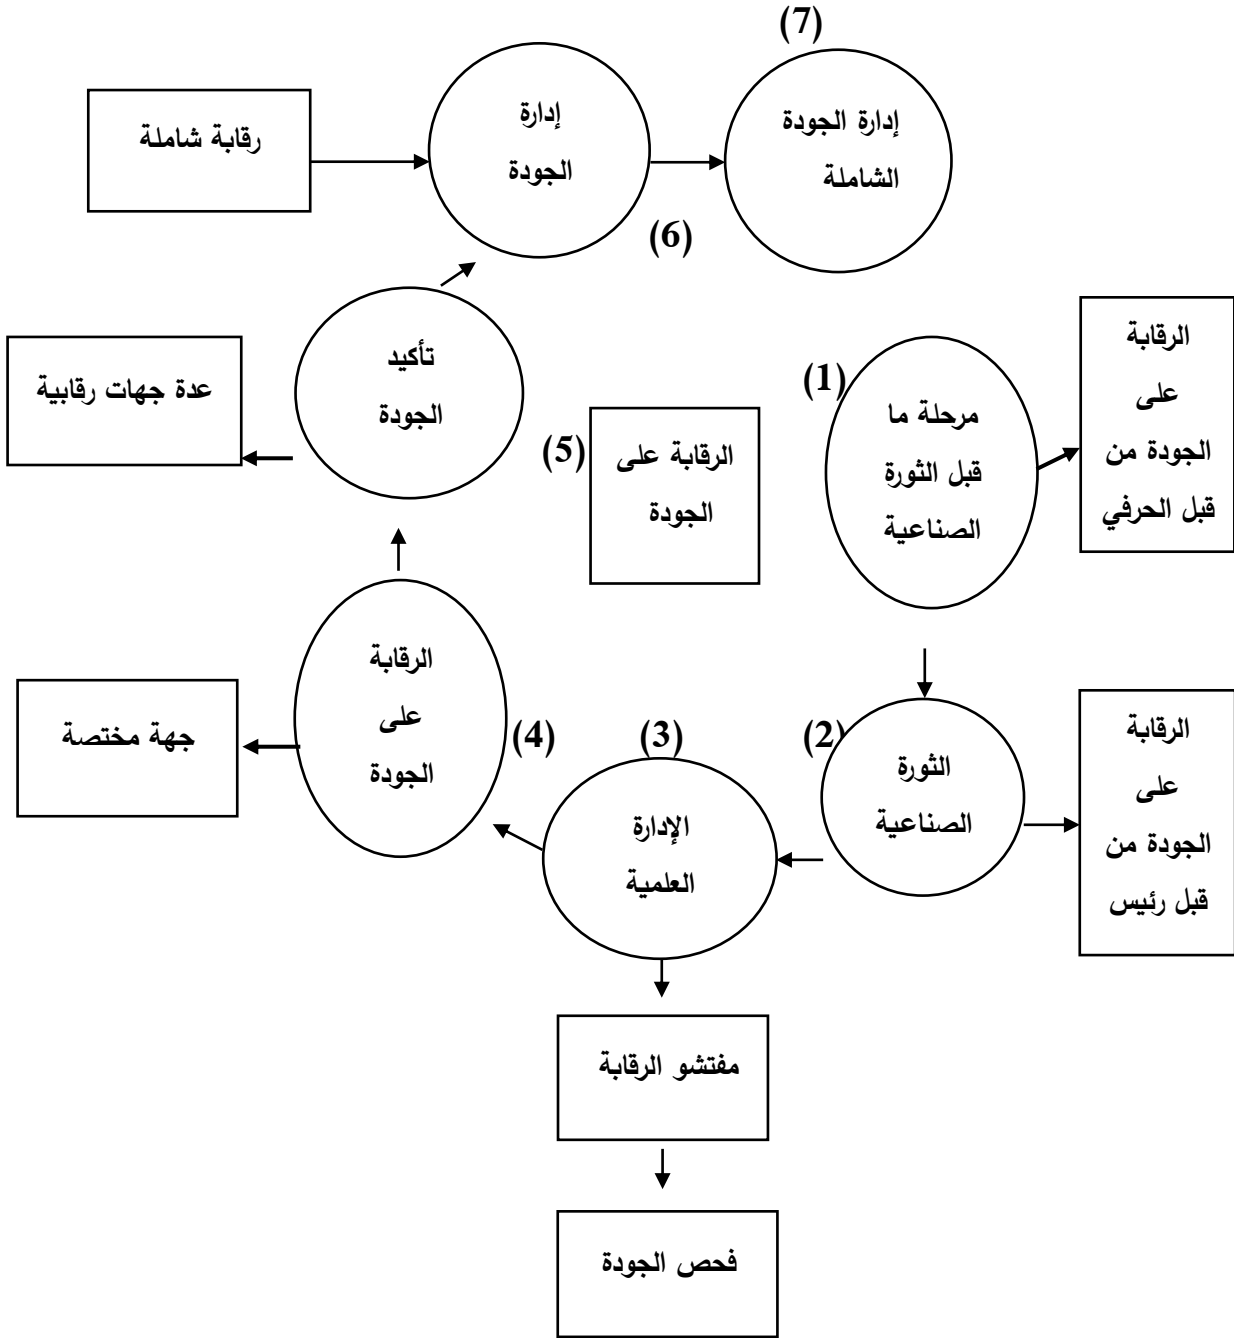 (7)
إدارة الجودة
الشاملة
إدارة
الجودة
رقابة شاملة
(6)
(1)
مرحلة ما
قبل الثورة
الصناعية
الرقابة
على
الجودة من
قبل الحرفي
(5)
الرقابة على
الجودة
تأكيد
الجودة
عدة جهات رقابية
(2)
الثورة
الصناعية
الرقابة
على
الجودة من
قبل رئيس
(3)
الإدارة
العلمية
(4)
الرقابة
على
الجودة
جهة مختصة
مفتشو الرقابة
فحص الجودة